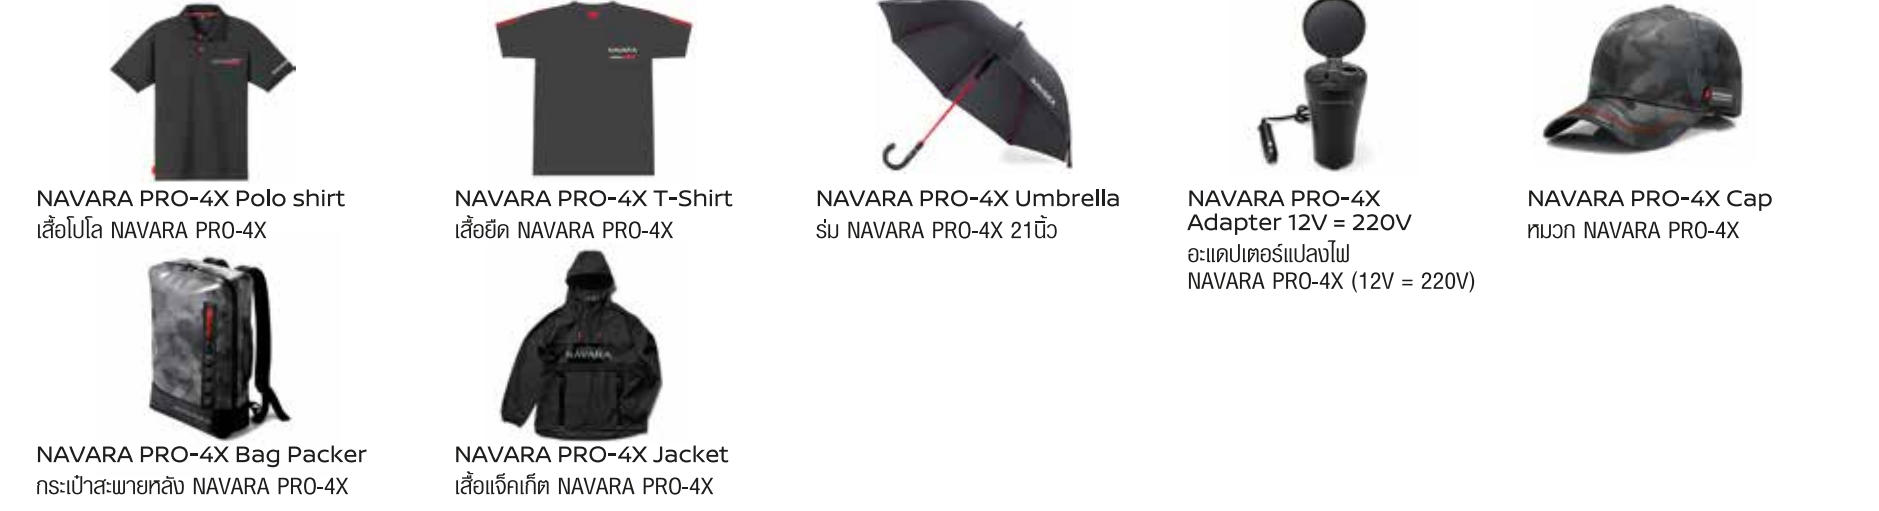 NAVARA
NAVARA
NAVARA PRO-4X Polo shirt
เสื้อโปโล NAVARA PRO-4X
NAVARA PRO-4X T-Shirt
เสื้อยืด NAVARA PRO-4X
NAVARA PRO-4X Umbrella
ร่ม NAVARA PRO-4X 21นิ้ว
NAVARA PRO-4X
Adapter 12V = 220V
อะแดปเตอร์แปลงไฟ
NAVARA PRO-4X (12V = 220V)
NAVARA PRO-4X Cap
หมวก NAVARA PRO-4X
NAVARA
NAVARA PRO-4X Bag Packer
กระเป๋าสะพายหลัง NAVARA PRO-4X
NAVARA PRO-4X Jacket
เสื้อแจ็คเก็ต NAVARA PRO-4X